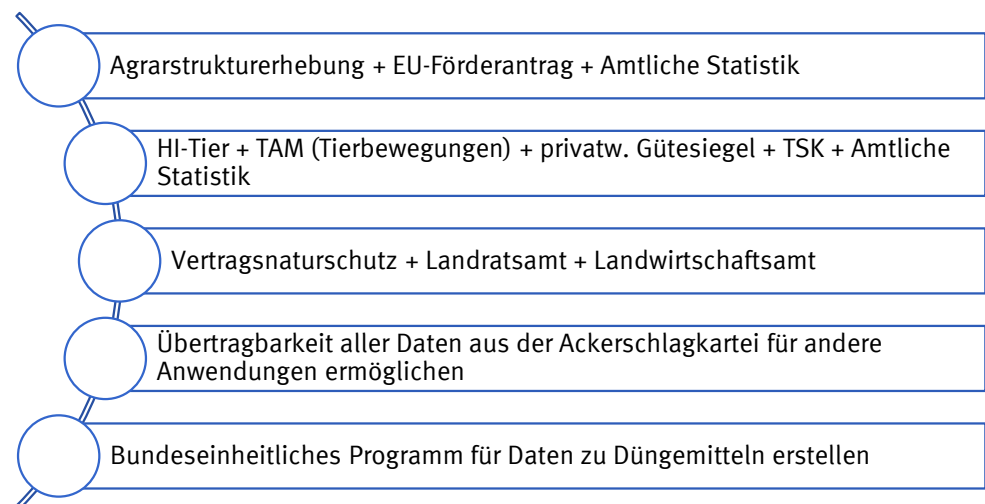 Agrarstrukturerhebung + EU-Förderantrag + Amtliche Statistik
HI-Tier + TAM (Tierbewegungen) + privatw. Gütesiegel + TSK + Amtliche
Statistik
Vertragsnaturschutz + Landratsamt + Landwirtschaftsamt
Übertragbarkeit aller Daten aus der Ackerschlagkartei für andere
Anwendungen ermöglichen
Bundeseinheitliches Programm für Daten zu Düngemitteln erstellen